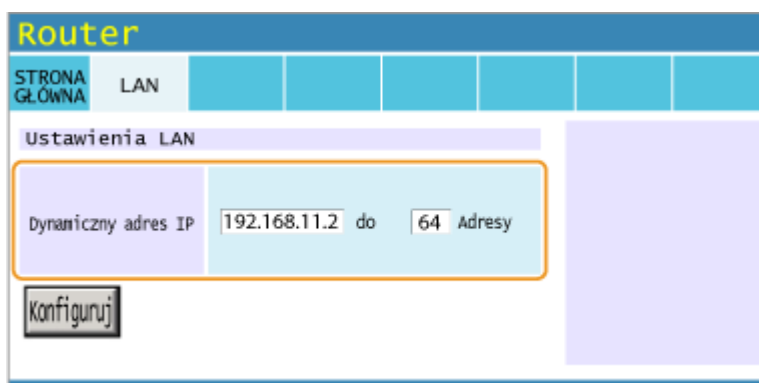 Router
STRONA
GŁÓWNA
LAN
Ustawienia LAN
Dynamiczny adres IP 192.168.11.2 do 64 Adresy
Konfiguruj